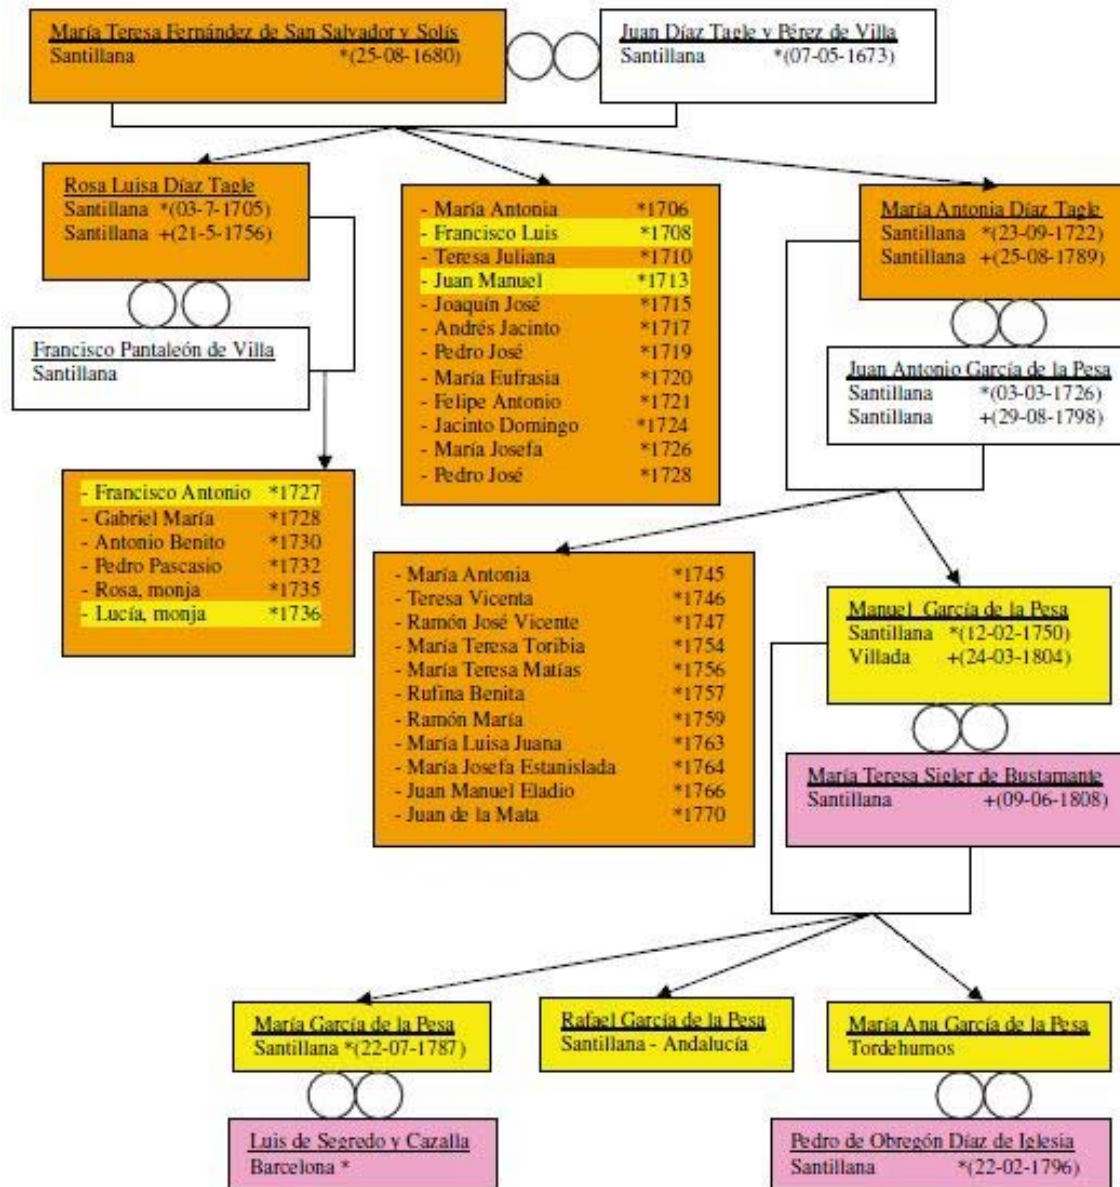 María Teresa Fernández de San Salvador y Solís
Santillana *(25-08-1680)
Juan Díaz Tagle y Pérez de Villa
Santillana *(07-05-1673)
Rosa Luisa Díaz Tagle
Santillana *(03-7-1705)
Santillana +(21-5-1756)
Francisco Pantaleón de Villa
Santillana
- Francisco Antonio *1727
- Gabriel María *1728
- Antonio Benito *1730
- Pedro Pascasio *1732
- Rosa, monja *1735
- Lucía, monja *1736
- María Antonia *1706
- Francisco Luis *1708
- Teresa Juliana *1710
- Juan Manuel *1713
- Joaquín José *1715
- Andrés Jacinto *1717
- Pedro José *1719
- María Eufrasia *1720
- Felipe Antonio *1721
- Jacinto Domingo *1724
- María Josefa *1726
- Pedro José *1728
María Antonia Díaz Tagle
Santillana *(23-09-1722)
Santillana +(25-08-1789)
Juan Antonio García de la Pesa
Santillana *(03-03-1726)
Santillana +(29-08-1798)
- María Antonia *1745
- Teresa Vicenta *1746
- Ramón José Vicente *1747
- María Teresa Toribia *1754
- María Teresa Matías *1756
- Rufina Benita *1757
- Ramón María *1759
- María Luisa Juana *1763
- María Josefa Estanislada *1764
- Juan Manuel Eladio *1766
- Juan de la Mata *1770
Manuel García de la Pesa
Santillana *(12-02-1750)
Villada +(24-03-1804)
María Teresa Sigler de Bustamante
Santillana +(09-06-1808)
María García de la Pesa
Santillana *(22-07-1787)
Luis de Segredo y Cazalla
Barcelona *
Rafael García de la Pesa
Santillana - Andalucía
María Ana García de la Pesa
Tordehumos
Pedro de Obregón Díaz de Iglesia
Santillana *(22-02-1796)